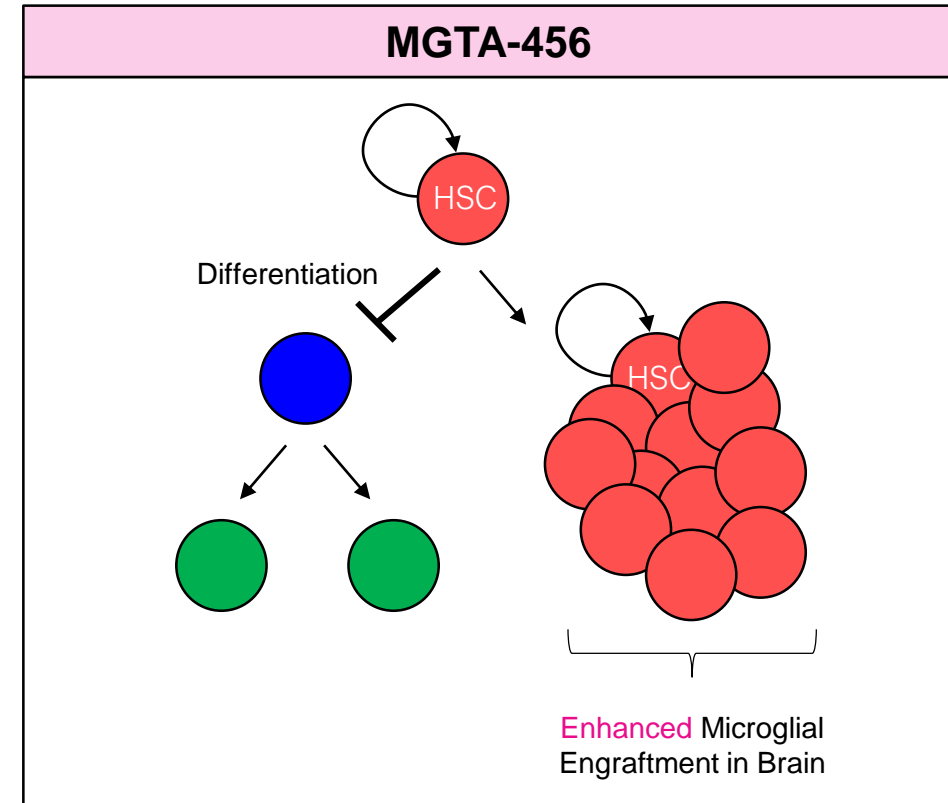 MGTA-456
HSC
Differentiation
HSC
Enhanced Microglial
Engraftment in Brain